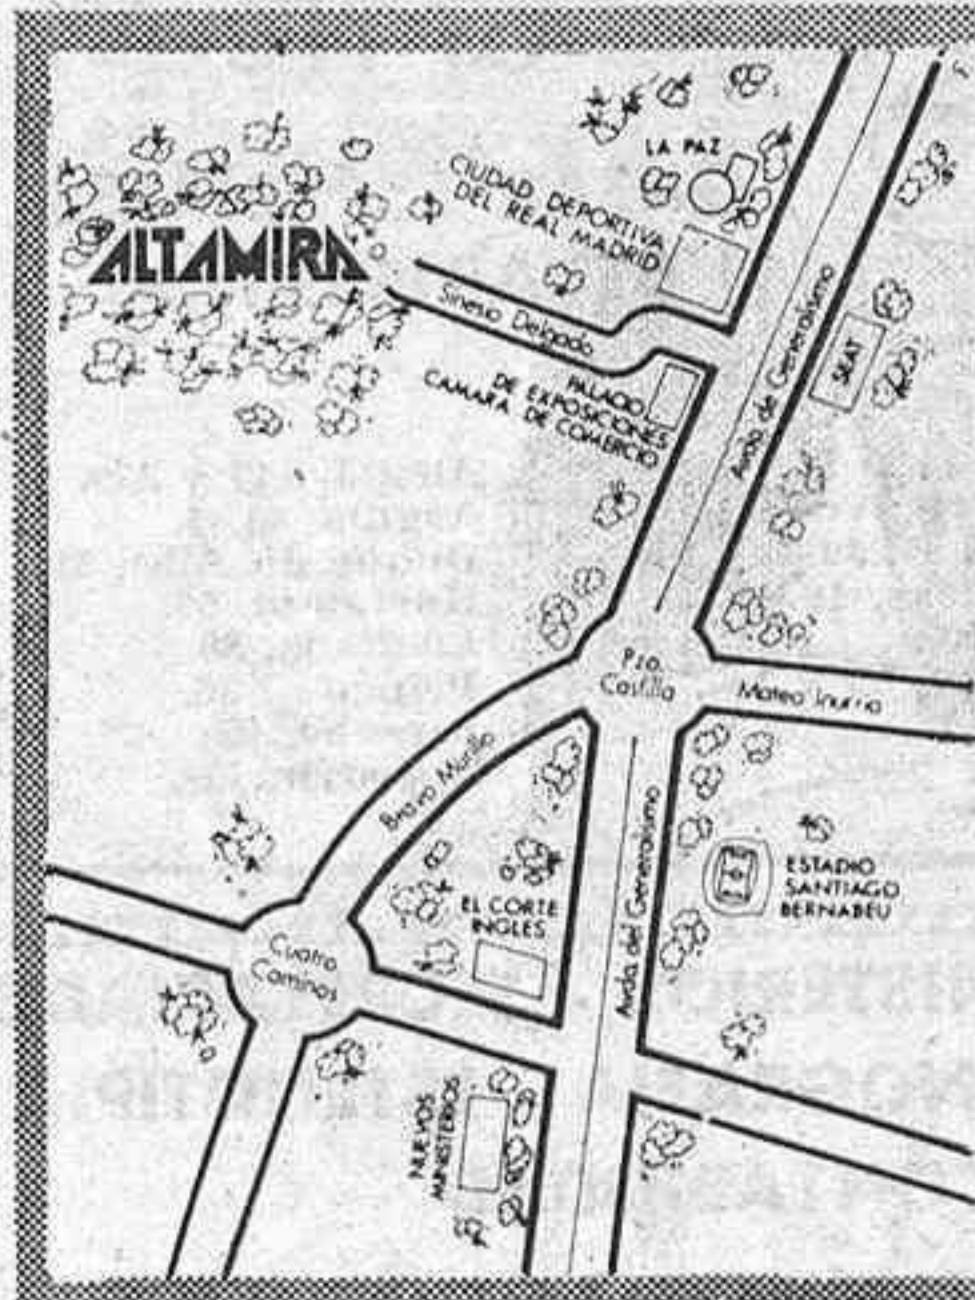 LA PAZ
CIUDAD DEPORTIVA
DEL REAL MADRID
ALTAMIRA
Sinesio Delgado
Avda de Generalísimo
SEAT
PALACIO
DE EXPOSICIONES
CAMARA DE COMERCIO
Pza.
Castilla
Mateo Inurria
Bravo Murillo
Avda del Generalísimo
ESTADIO
SANTIAGO
BERNABEU
EL CORTE
INGLES
Cuatro
Caminos
NUEVOS
MINISTERIOS